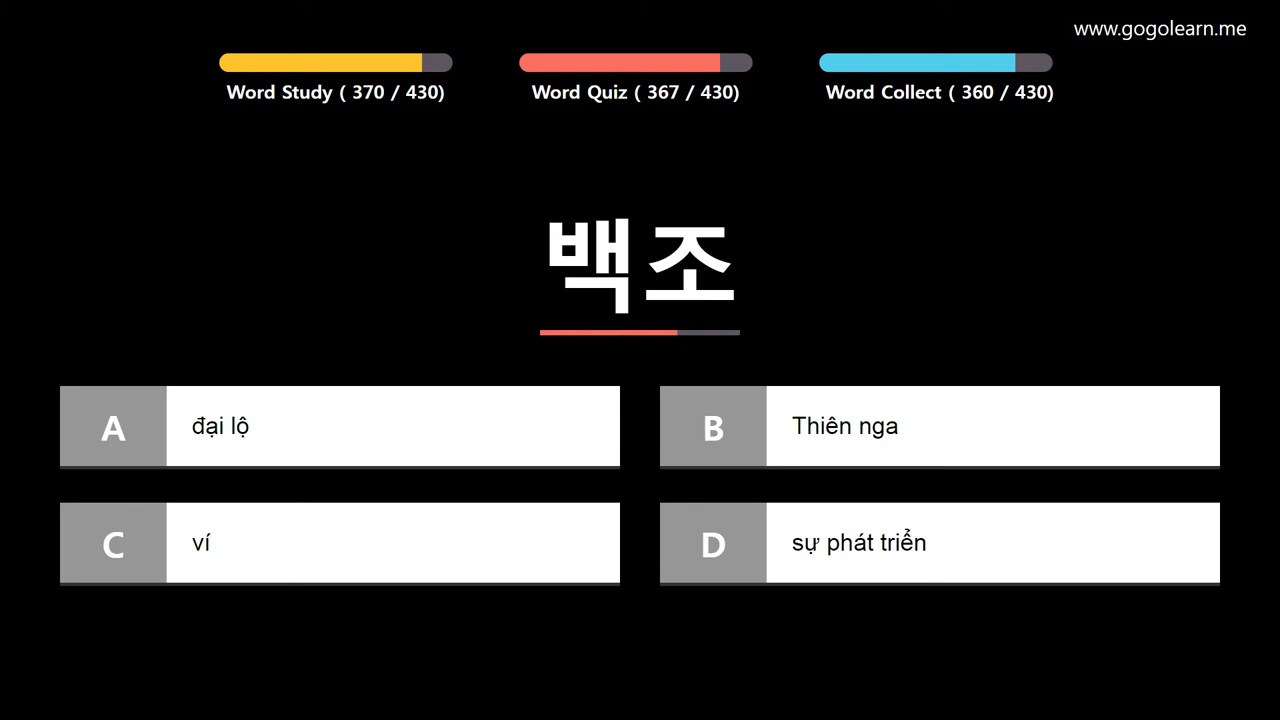 www.gogolearn.me
Word Study ( 370 / 430)
Word Quiz ( 367 / 430)
Word Collect ( 360 / 430)
백조
A
đại lộ
B
Thiên nga
C
ví
D
sự phát triển